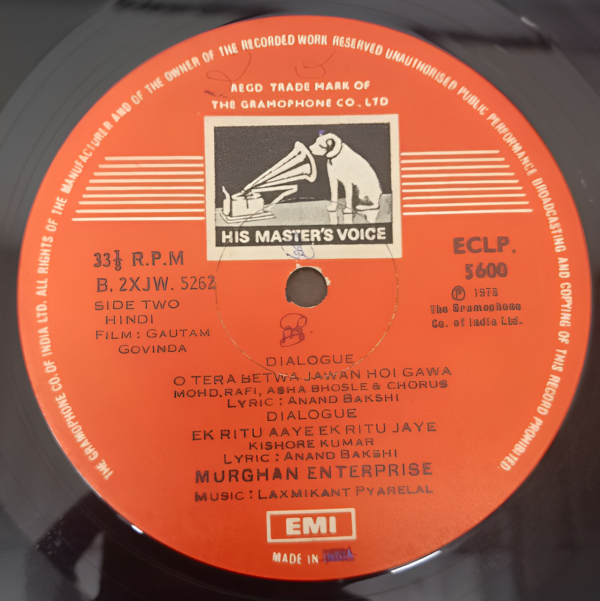 THE GRAMOPHONE CO. OF INDIA LTD. ALL RIGHTS OF THE MANUFACTURER AND OF THE OWNER OF THE RECORDED WORK RESERVED UNAUTHORISED PUBLIC PERFORMANCE BROADCASTING AND COPYING OF THIS RECORD PROHIBITED
REGD TRADE MARK OF
THE GRAMOPHONE CO., LTD
HIS MASTER'S VOICE
33⅓ R.P.M
B. 2XJW. 5262
SIDE TWO
HINDI
FILM : GAUTAM
GOVINDA
ECLP.
5600
Ⓟ 1978
The Gramophone
Co. of India Ltd.
DIALOGUE
O TERA BETWA JAWAN HOI GAWA
MOHD. RAFI, ASHA BHOSLE & CHORUS
LYRIC : ANAND BAKSHI
DIALOGUE
EK RITU AAYE EK RITU JAYE
KISHORE KUMAR
LYRIC : ANAND BAKSHI
MURGHAN ENTERPRISE
MUSIC : LAXMIKANT PYARELAL
EMI
MADE IN